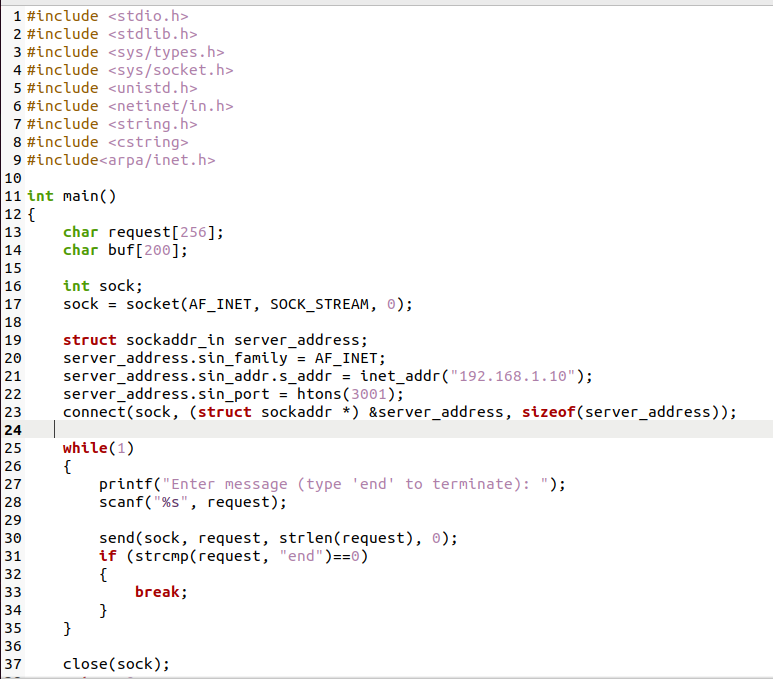 1 #include <stdio.h>
2 #include <stdlib.h>
3 #include <sys/types.h>
4 #include <sys/socket.h>
5 #include <unistd.h>
6 #include <netinet/in.h>
7 #include <string.h>
8 #include <cstring>
9 #include<arpa/inet.h>
10
11 int main()
12 {
13     char request[256];
14     char buf[200];
15
16     int sock;
17     sock = socket(AF_INET, SOCK_STREAM, 0);
18
19     struct sockaddr_in server_address;
20     server_address.sin_family = AF_INET;
21     server_address.sin_addr.s_addr = inet_addr("192.168.1.10");
22     server_address.sin_port = htons(3001);
23     connect(sock, (struct sockaddr *) &server_address, sizeof(server_address));
24
25     while(1)
26     {
27         printf("Enter message (type 'end' to terminate): ");
28         scanf("%s", request);
29
30         send(sock, request, strlen(request), 0);
31         if (strcmp(request, "end")==0)
32         {
33             break;
34         }
35     }
36
37     close(sock);